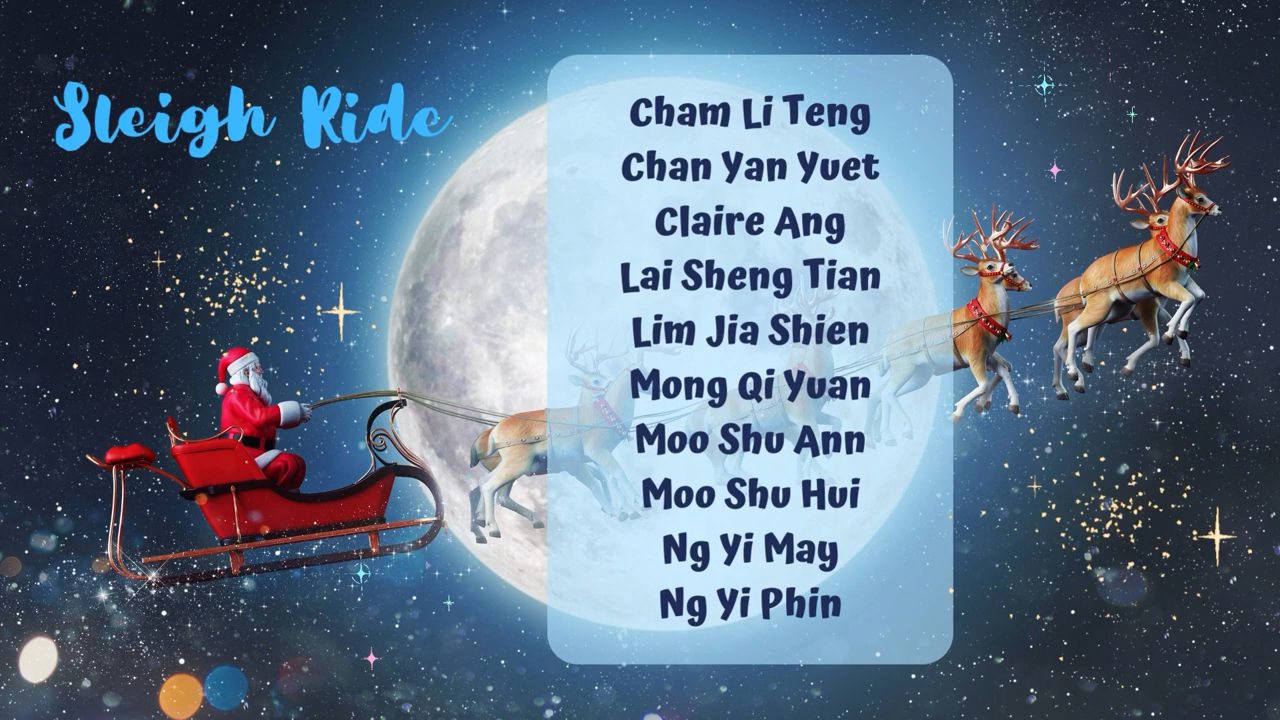 Sleigh Ride
Cham Li Teng
Chan Yan Yuet
Claire Ang
Lai Sheng Tian
Lim Jia Shien
Mong Qi Yuan
Moo Shu Ann
Moo Shu Hui
Ng Yi May
Ng Yi Phin